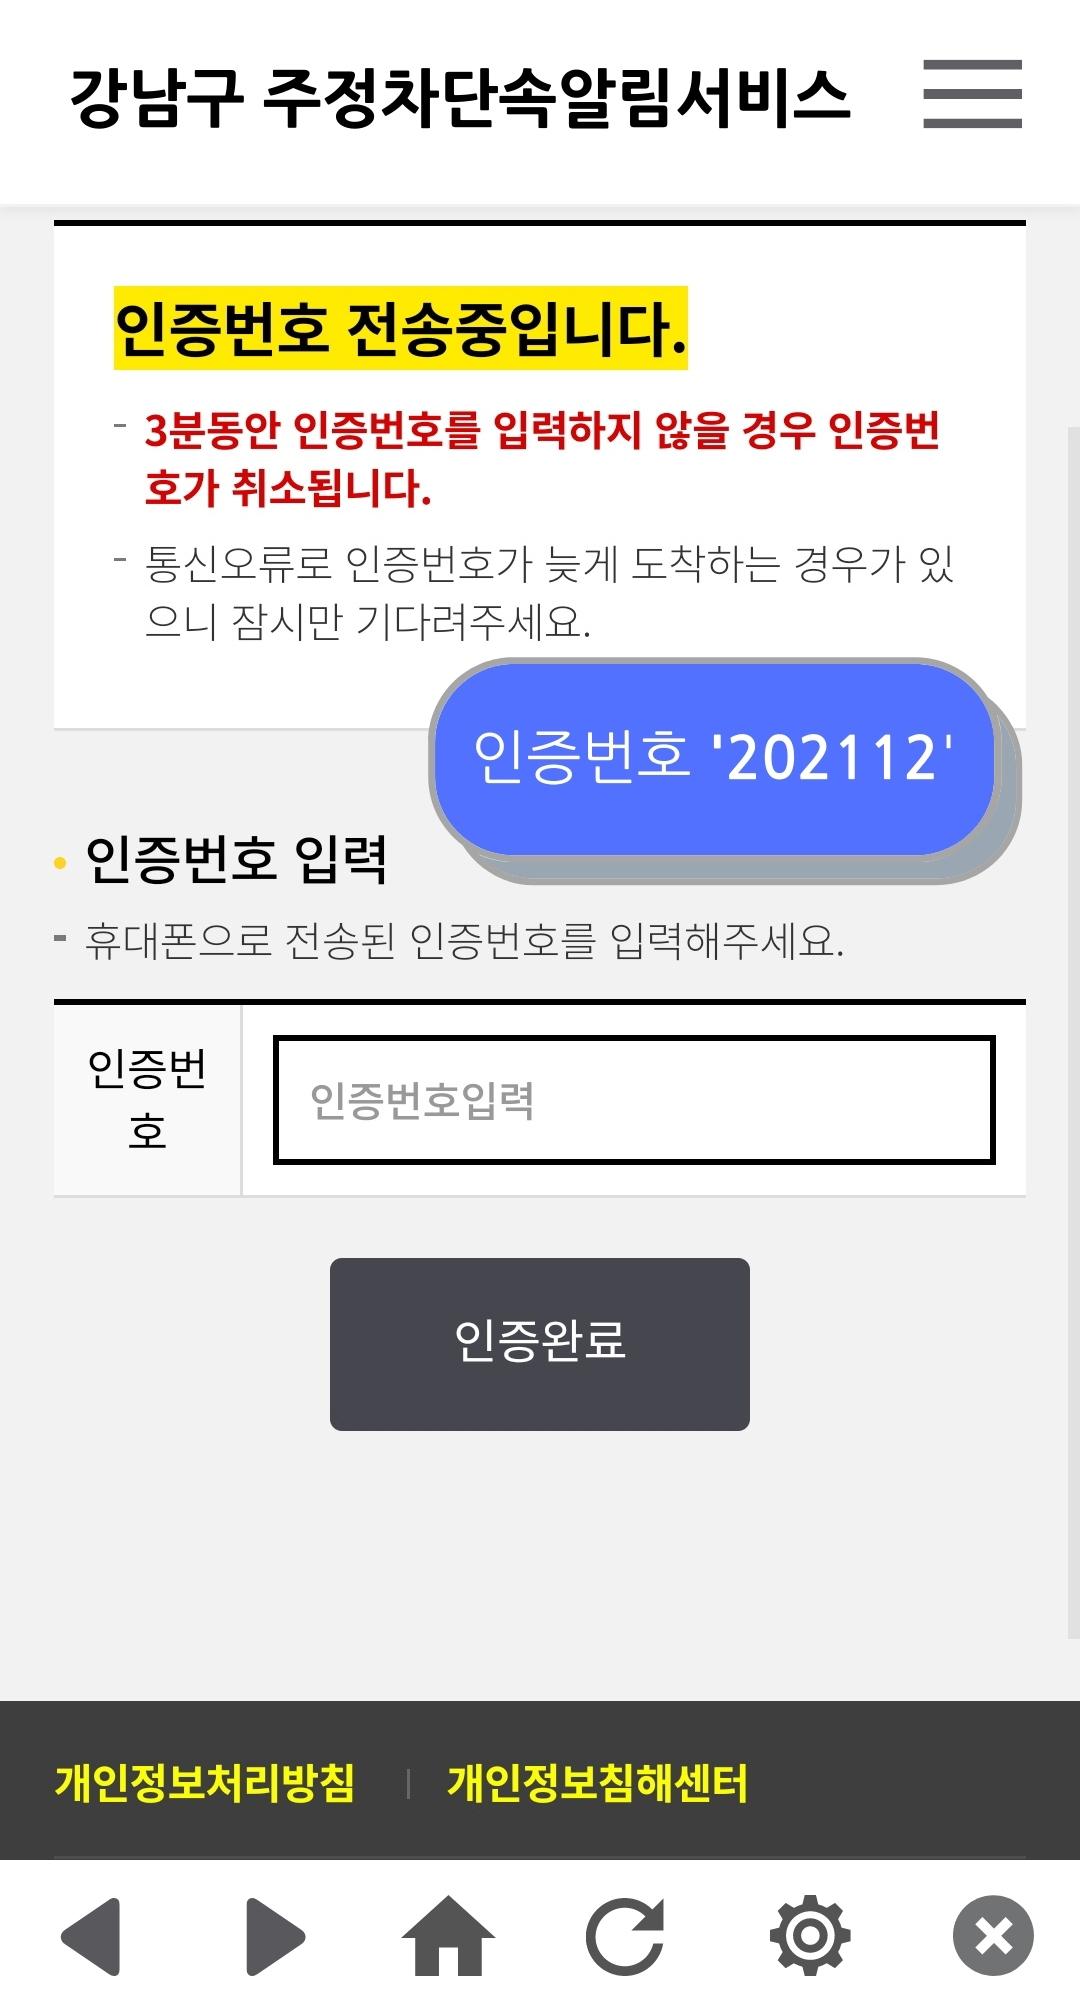 강남구 주정차단속알림서비스
인증번호 전송중입니다.
- 3분동안 인증번호를 입력하지 않을 경우 인증번
호가 취소됩니다.
- 통신오류로 인증번호가 늦게 도착하는 경우가 있
으니 잠시만 기다려주세요.
인증번호 '202112'
• 인증번호 입력
- 휴대폰으로 전송된 인증번호를 입력해주세요.
인증번
호
인증번호입력
인증완료
개인정보처리방침 | 개인정보침해센터